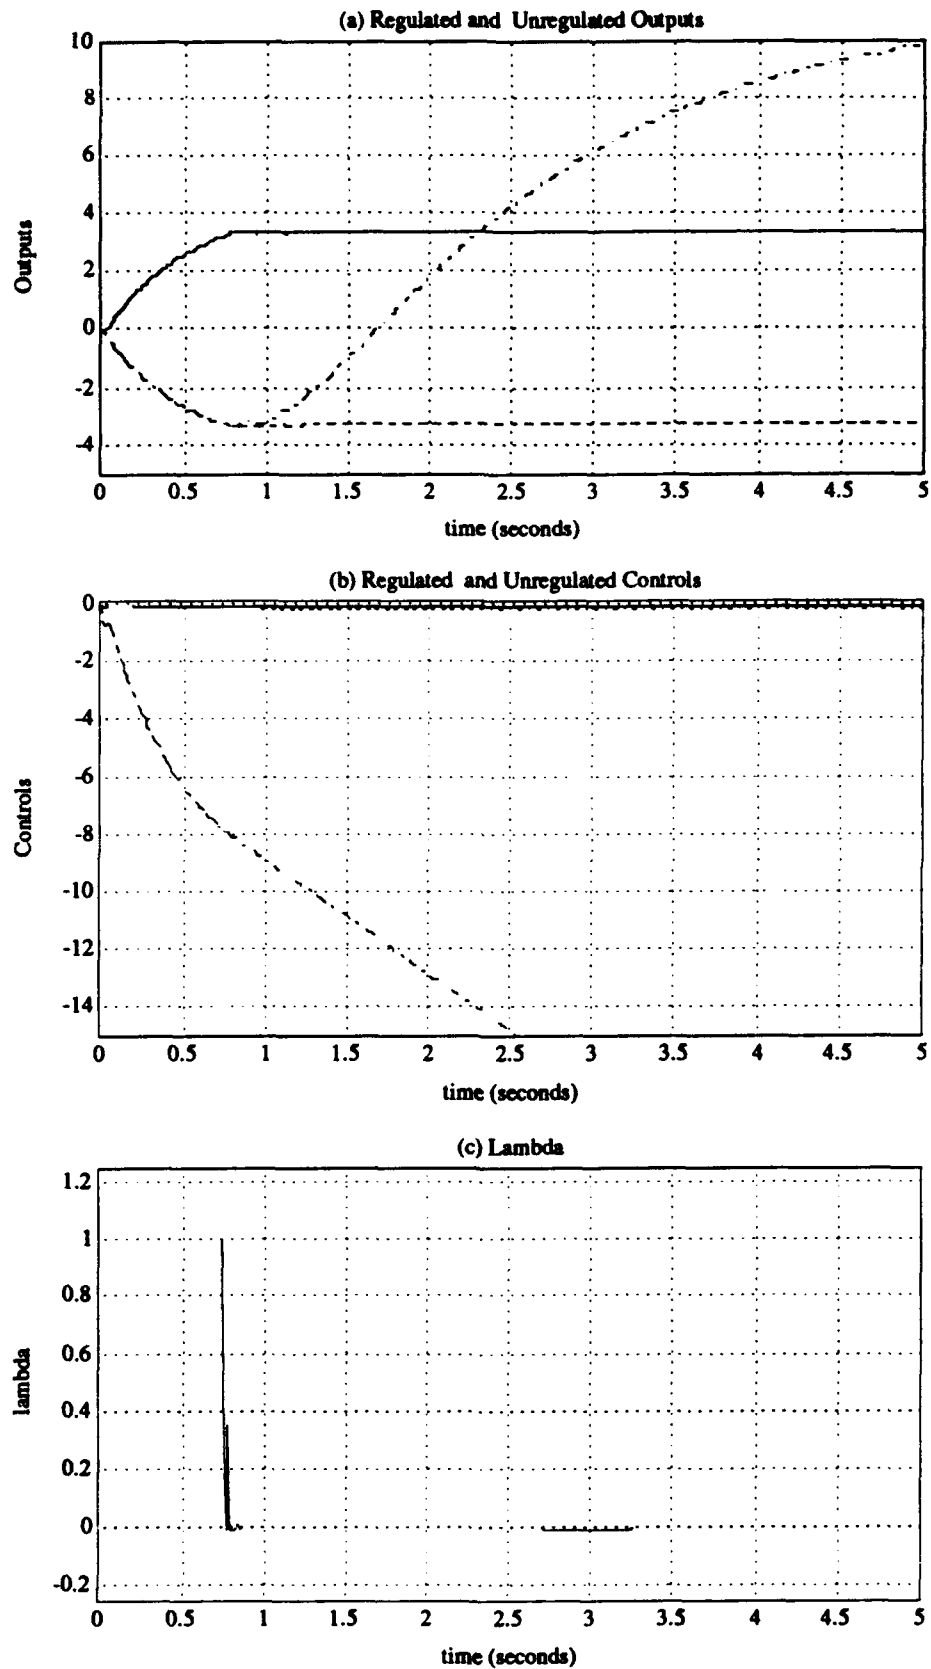 (a) Regulated and Unregulated Outputs
10
8
6
4
2
0
-2
-4
Outputs
0 0.5 1 1.5 2 2.5 3 3.5 4 4.5 5
time (seconds)
(b) Regulated and Unregulated Controls
0
-2
-4
-6
-8
-10
-12
-14
Controls
0 0.5 1 1.5 2 2.5 3 3.5 4 4.5 5
time (seconds)
(c) Lambda
1.2
1
0.8
0.6
0.4
0.2
0
-0.2
lambda
0 0.5 1 1.5 2 2.5 3 3.5 4 4.5 5
time (seconds)